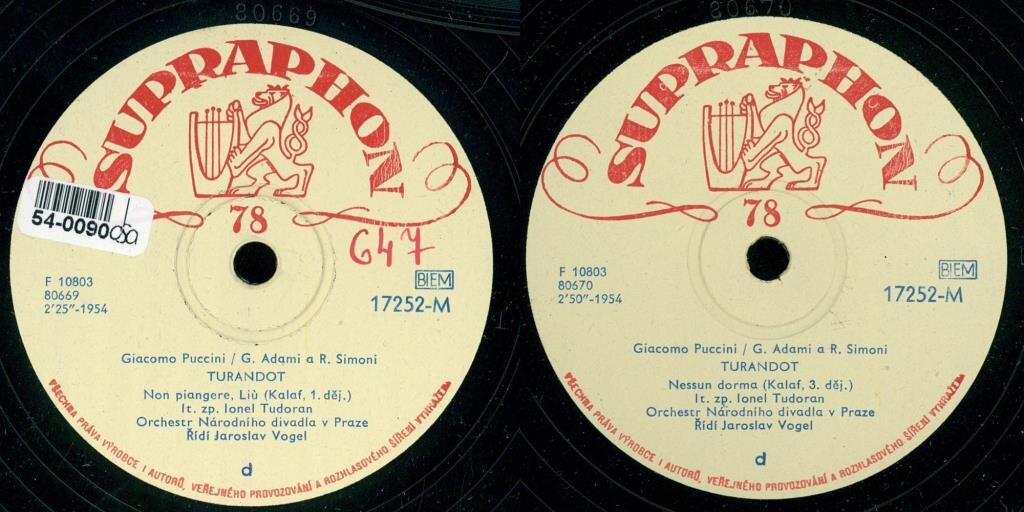 80669
SUPRAPHON
78
54-0090
647
F 10803
80669
2'25"-1954
BIEM
17252-M
Giacomo Puccini / G. Adami a R. Simoni
TURANDOT
Non piangere, Liù (Kalaf, 1. děj.)
It. zp. Ionel Tudoran
Orchestr Národního divadla v Praze
Řídí Jaroslav Vogel
d
VŠECHNA PRÁVA VÝROBCE I AUTORŮ, VEŘEJNÉHO PROVOZOVÁNÍ A ROZHLASOVÉHO ŠÍŘENÍ VYHRAZENA
80670
SUPRAPHON
78
F 10803
80670
2'50"-1954
BIEM
17252-M
Giacomo Puccini / G. Adami a R. Simoni
TURANDOT
Nessun dorma (Kalaf, 3. děj.)
It. zp. Ionel Tudoran
Orchestr Národního divadla v Praze
Řídí Jaroslav Vogel
d
VŠECHNA PRÁVA VÝROBCE I AUTORŮ, VEŘEJNÉHO PROVOZOVÁNÍ A ROZHLASOVÉHO ŠÍŘENÍ VYHRAZENA